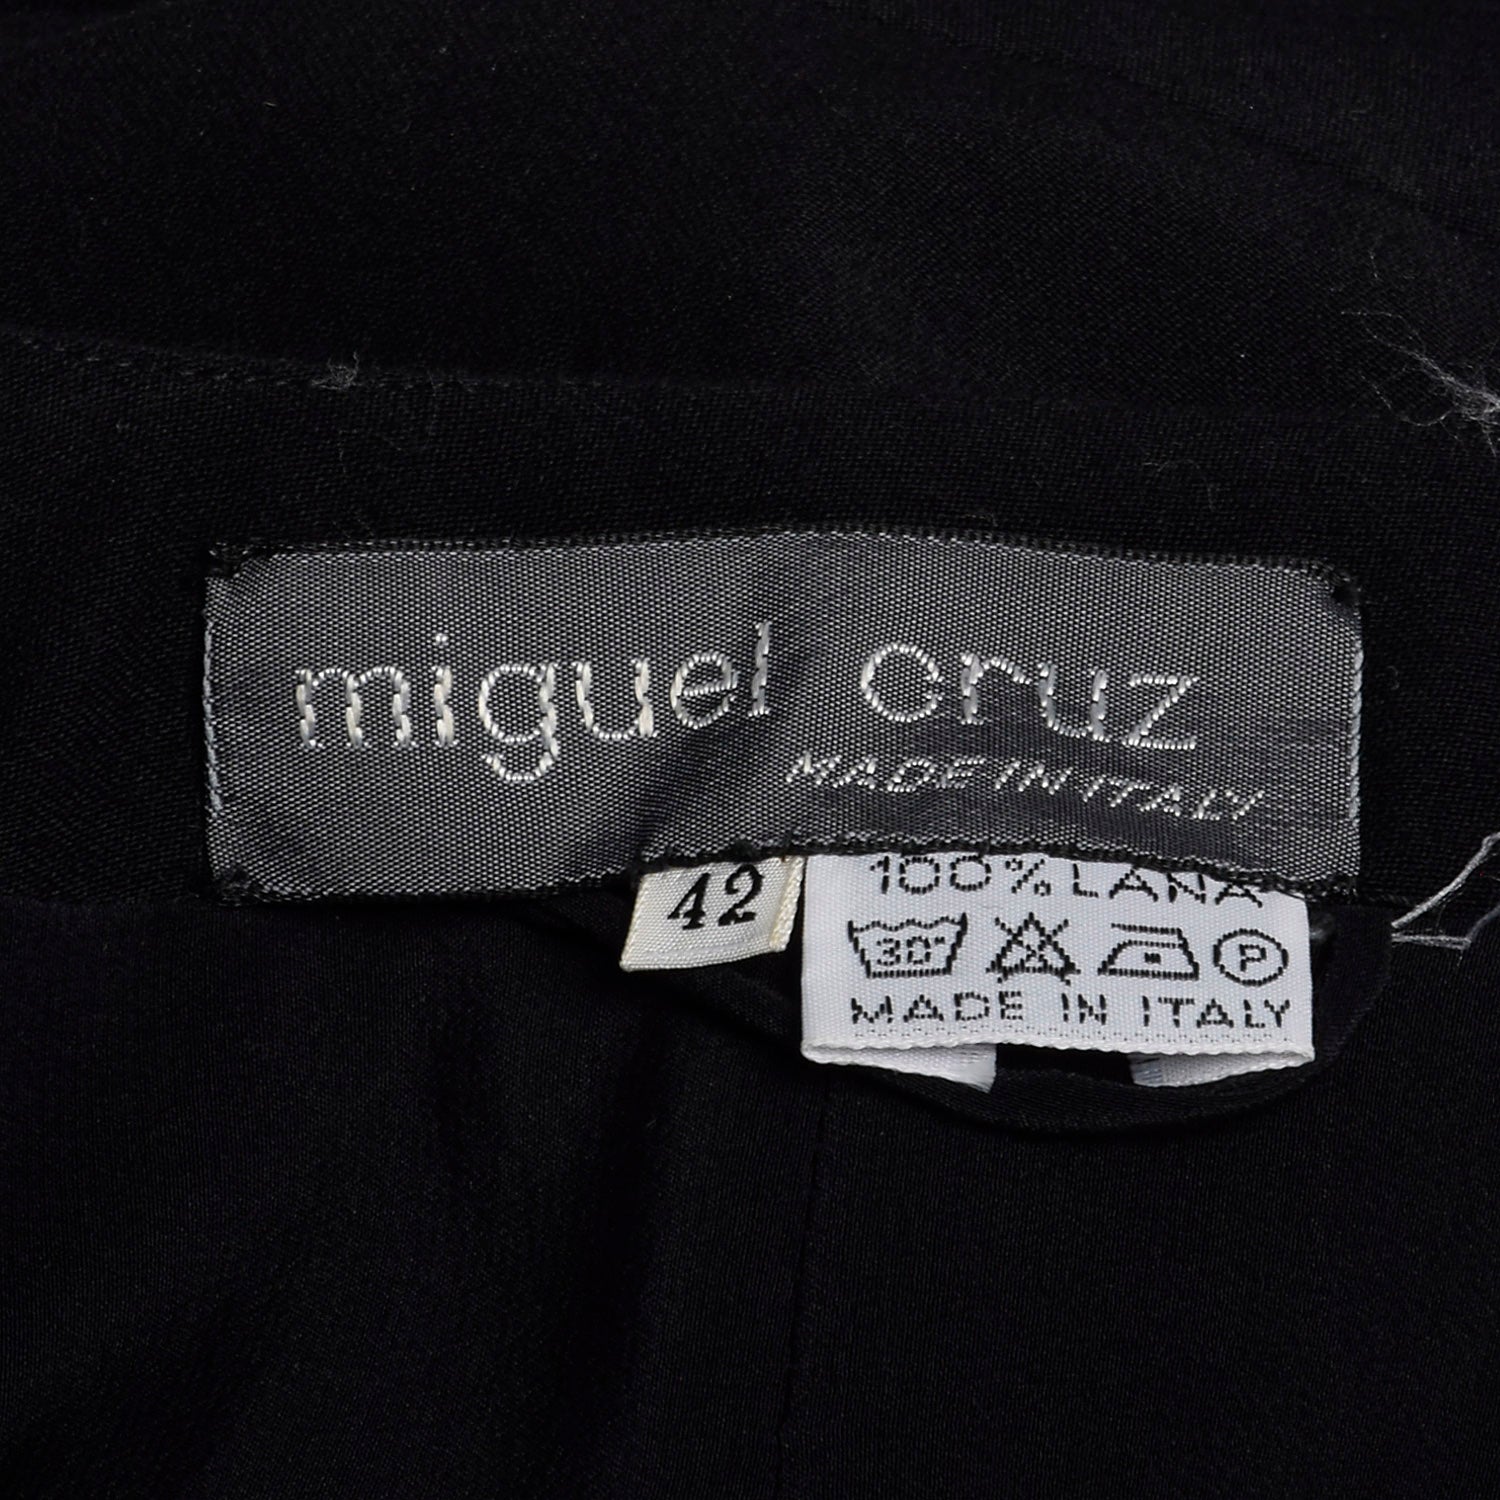 miguel cruz
MADE IN ITALY
42
100% LANA
30°
P
MADE IN ITALY